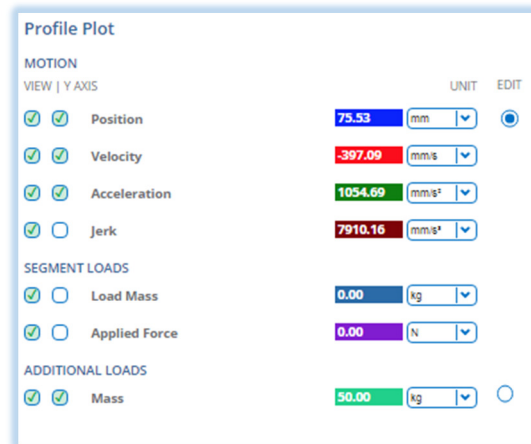 Profile Plot
MOTION
VIEW | Y AXIS UNIT EDIT
Position 75.53 mm
Velocity -397.09 mm/s
Acceleration 1054.69 mm/s²
Jerk 7910.16 mm/s³
SEGMENT LOADS
Load Mass 0.00 kg
Applied Force 0.00 N
ADDITIONAL LOADS
Mass 50.00 kg